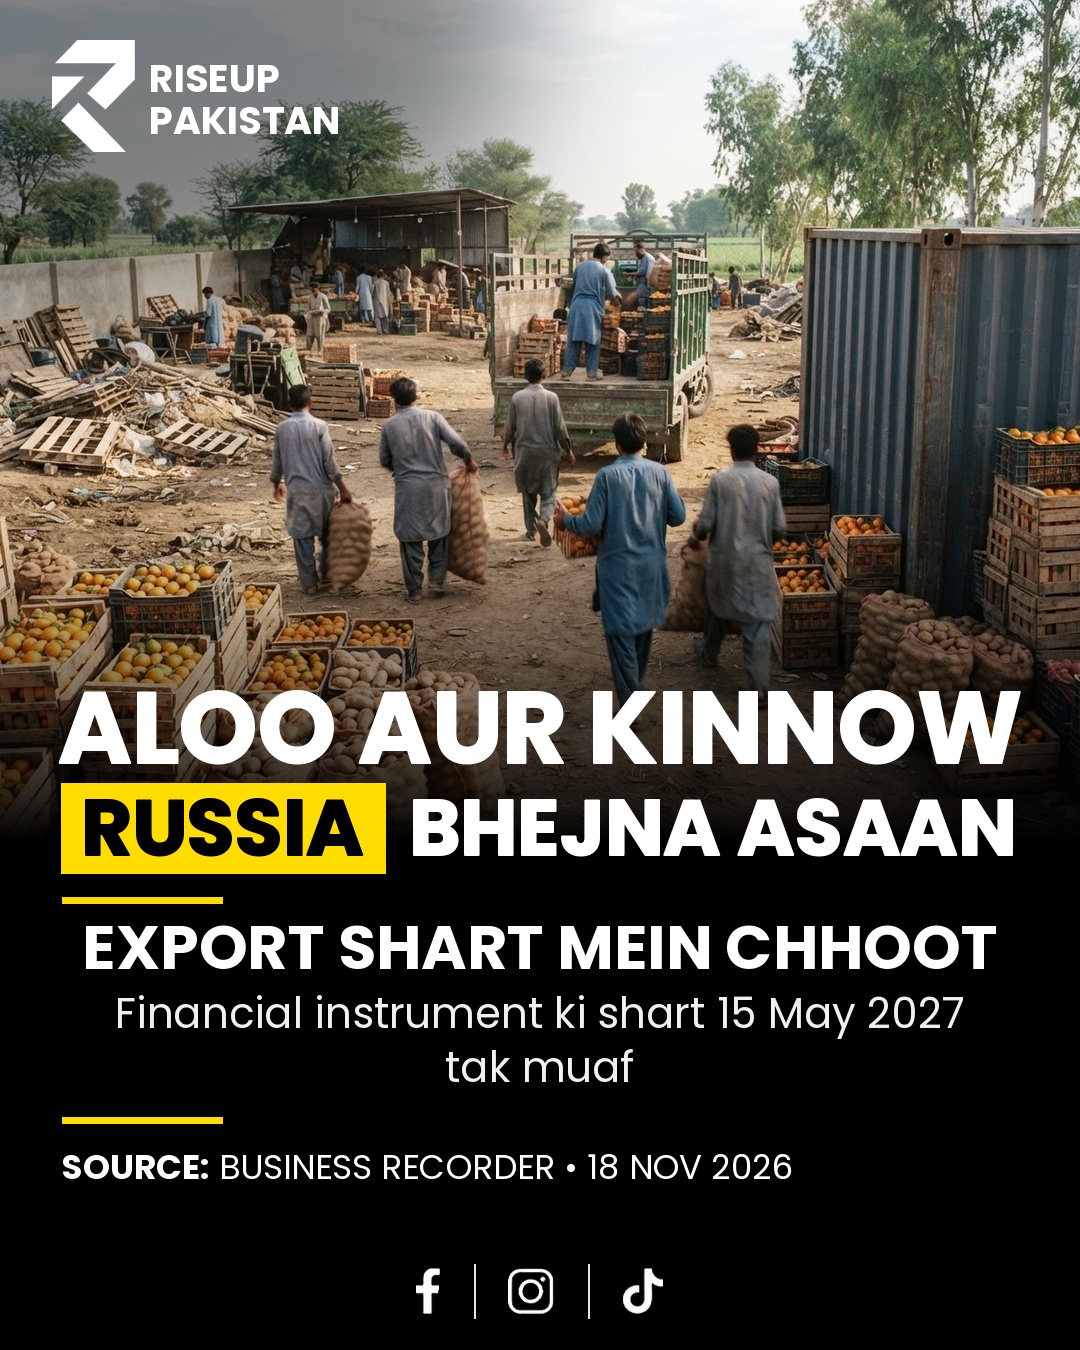 RISEUP
PAKISTAN
ALOO AUR KINNOW
RUSSIA BHEJNA ASAAN
EXPORT SHART MEIN CHHOOT
Financial instrument ki shart 15 May 2027
tak muaf
SOURCE: BUSINESS RECORDER • 18 NOV 2026